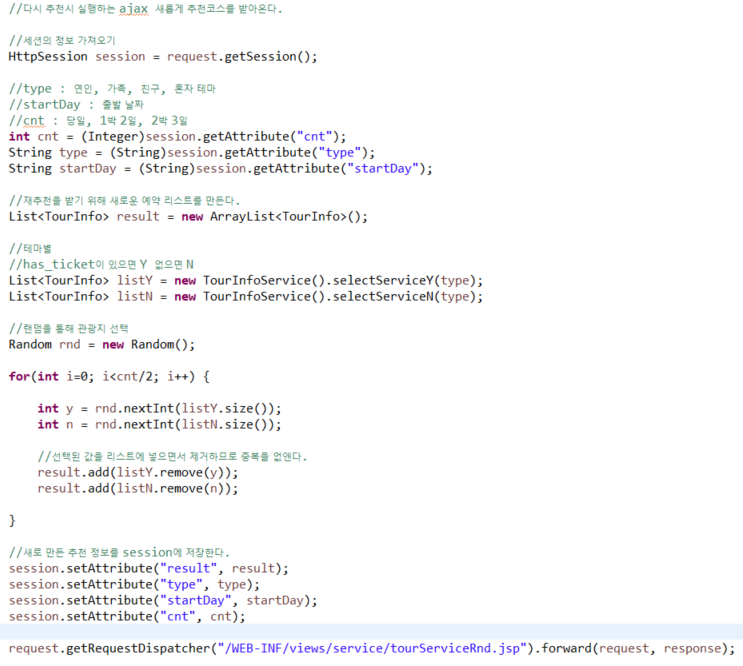 //다시 추천시 실행하는 ajax 새롭게 추천코스를 받아온다.
//세션의 정보 가져오기
HttpSession session = request.getSession();
//type : 연인, 가족, 친구, 혼자 테마
//startDay : 출발 날짜
//cnt : 당일, 1박 2일, 2박 3일
int cnt = (Integer)session.getAttribute("cnt");
String type = (String)session.getAttribute("type");
String startDay = (String)session.getAttribute("startDay");
//재추천을 받기 위해 새로운 예약 리스트를 만든다.
List<TourInfo> result = new ArrayList<TourInfo>();
//테마별
//has_ticket이 있으면 Y 없으면 N
List<TourInfo> listY = new TourInfoService().selectServiceY(type);
List<TourInfo> listN = new TourInfoService().selectServiceN(type);
//랜덤을 통해 관광지 선택
Random rnd = new Random();
for(int i=0; i<cnt/2; i++) {
int y = rnd.nextInt(listY.size());
int n = rnd.nextInt(listN.size());
//선택된 값을 리스트에 넣으면서 제거하므로 중복을 없앤다.
result.add(listY.remove(y));
result.add(listN.remove(n));
}
//새로 만든 추천 정보를 session에 저장한다.
session.setAttribute("result", result);
session.setAttribute("type", type);
session.setAttribute("startDay", startDay);
session.setAttribute("cnt", cnt);
request.getRequestDispatcher("/WEB-INF/views/service/tourServiceRnd.jsp").forward(request, response);